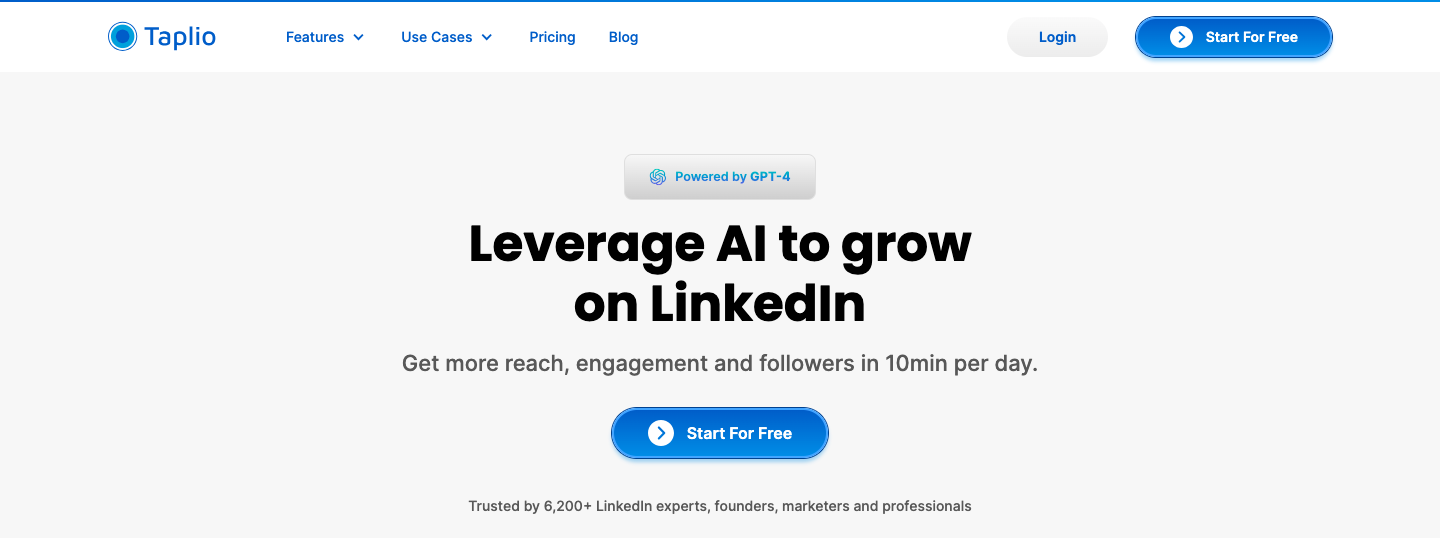 Taplio
Features
Use Cases
Pricing
Blog
Login
Start For Free
Powered by GPT-4
Leverage AI to grow
on LinkedIn
Get more reach, engagement and followers in 10min per day.
Start For Free
Trusted by 6,200+ LinkedIn experts, founders, marketers and professionals